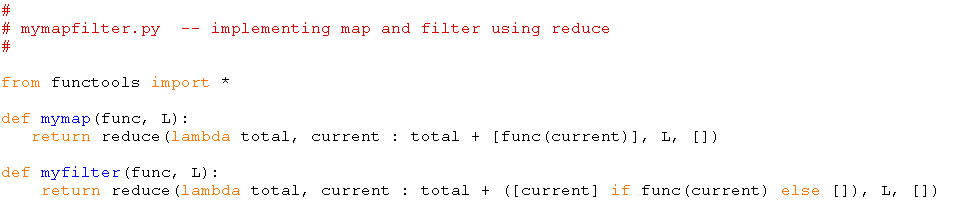 #
# mymapfilter.py  -- implementing map and filter using reduce
#
from functools import *
def mymap(func, L):
   return reduce(lambda total, current : total + [func(current)], L, [])
def myfilter(func, L):
    return reduce(lambda total, current : total + ([current] if func(current) else []), L, [])